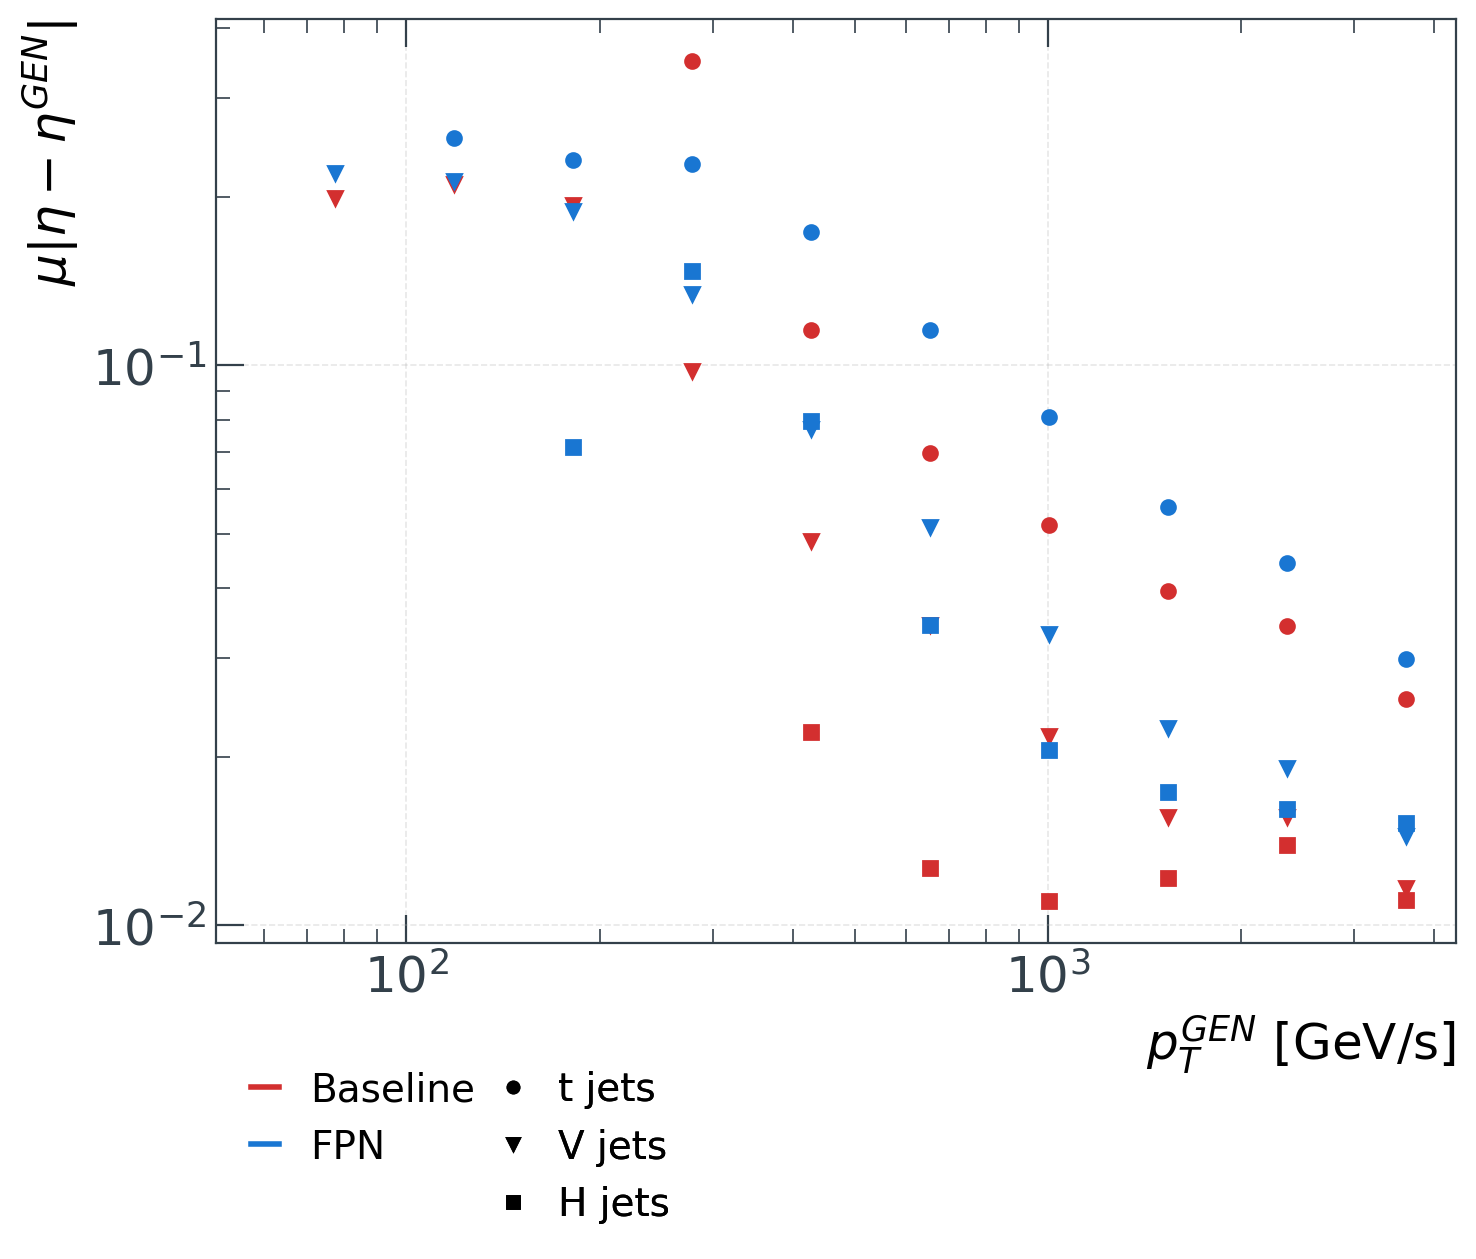 μ|η − η^{GEN}|
10^{−1}
10^{−2}
10^{2}
10^{3}
p_T^{GEN} [GeV/s]
Baseline
FPN
t jets
V jets
H jets